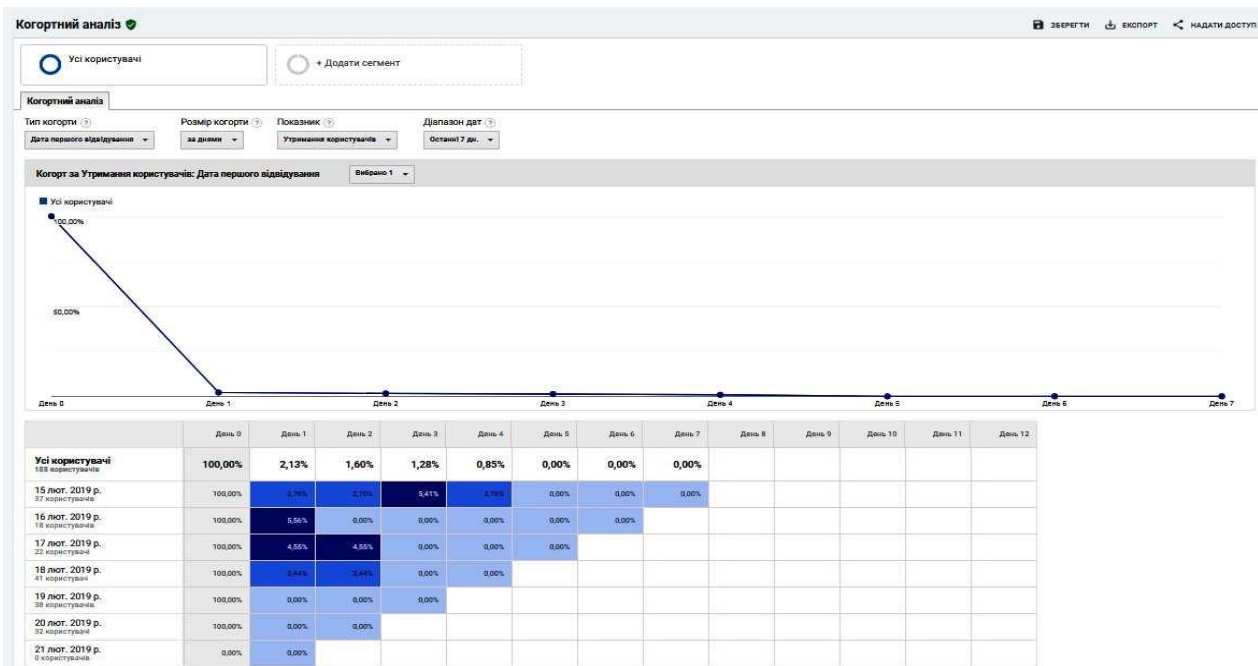 Когортний аналіз
ЗБЕРЕГТИ ЕКСПОРТ НАДАТИ ДОСТУП
Усі користувачі + Додати сегмент
Когортний аналіз
Тип когорти Розмір когорти Показник Діапазон дат
Дата першого відвідування за днями Утримання користувачів Останні 7 дн.
Когорт за Утримання користувачів: Дата першого відвідування Вибрано 1
Усі користувачі
100,00%
50,00%
День 0 День 1 День 2 День 3 День 4 День 5 День 6 День 7
День 0 День 1 День 2 День 3 День 4 День 5 День 6 День 7 День 8 День 9 День 10 День 11 День 12
Усі користувачі 100,00% 2,13% 1,60% 1,28% 0,85% 0,00% 0,00% 0,00%
188 користувачів
15 лют. 2019 р. 100,00% 2,70% 2,70% 5,41% 2,70% 0,00% 0,00% 0,00%
37 користувачів
16 лют. 2019 р. 100,00% 5,56% 0,00% 0,00% 0,00% 0,00% 0,00%
18 користувачів
17 лют. 2019 р. 100,00% 4,55% 4,55% 0,00% 0,00% 0,00%
22 користувачі
18 лют. 2019 р. 100,00% 2,44% 2,44% 0,00% 0,00%
41 користувач
19 лют. 2019 р. 100,00% 0,00% 0,00% 0,00%
38 користувачів
20 лют. 2019 р. 100,00% 0,00% 0,00%
32 користувачі
21 лют. 2019 р. 0,00% 0,00%
0 користувачів